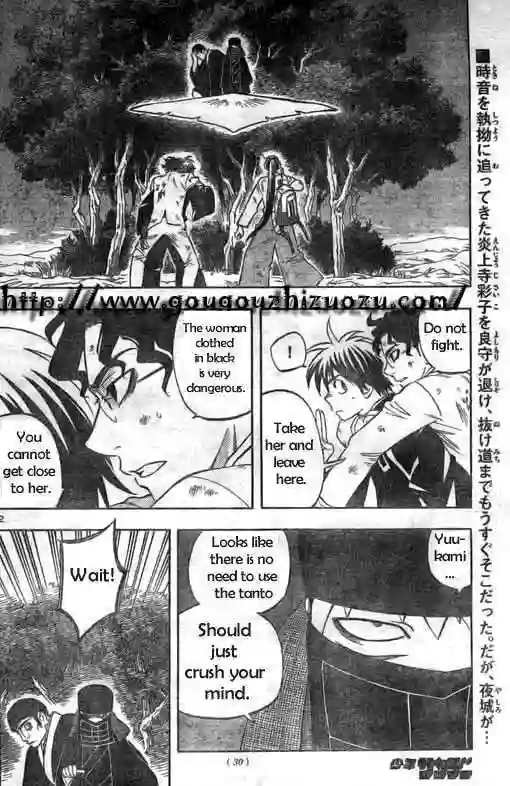 ■時音を執拗に追ってきた炎上寺彩子を良守が退け、抜け道までもうすぐそこだった。だが、夜城が…
http://www.gougouzhizuozu.com/
Do not
fight.
!
Take
her and
leave
here.
The woman
clothed
in black
is very
dangerous.
You
cannot
get close
to her.
2
Yuu-
kami
...
Looks like
there is no
need to use
the tanto
Should
just
crush your
mind.
Wait!
( 30 )